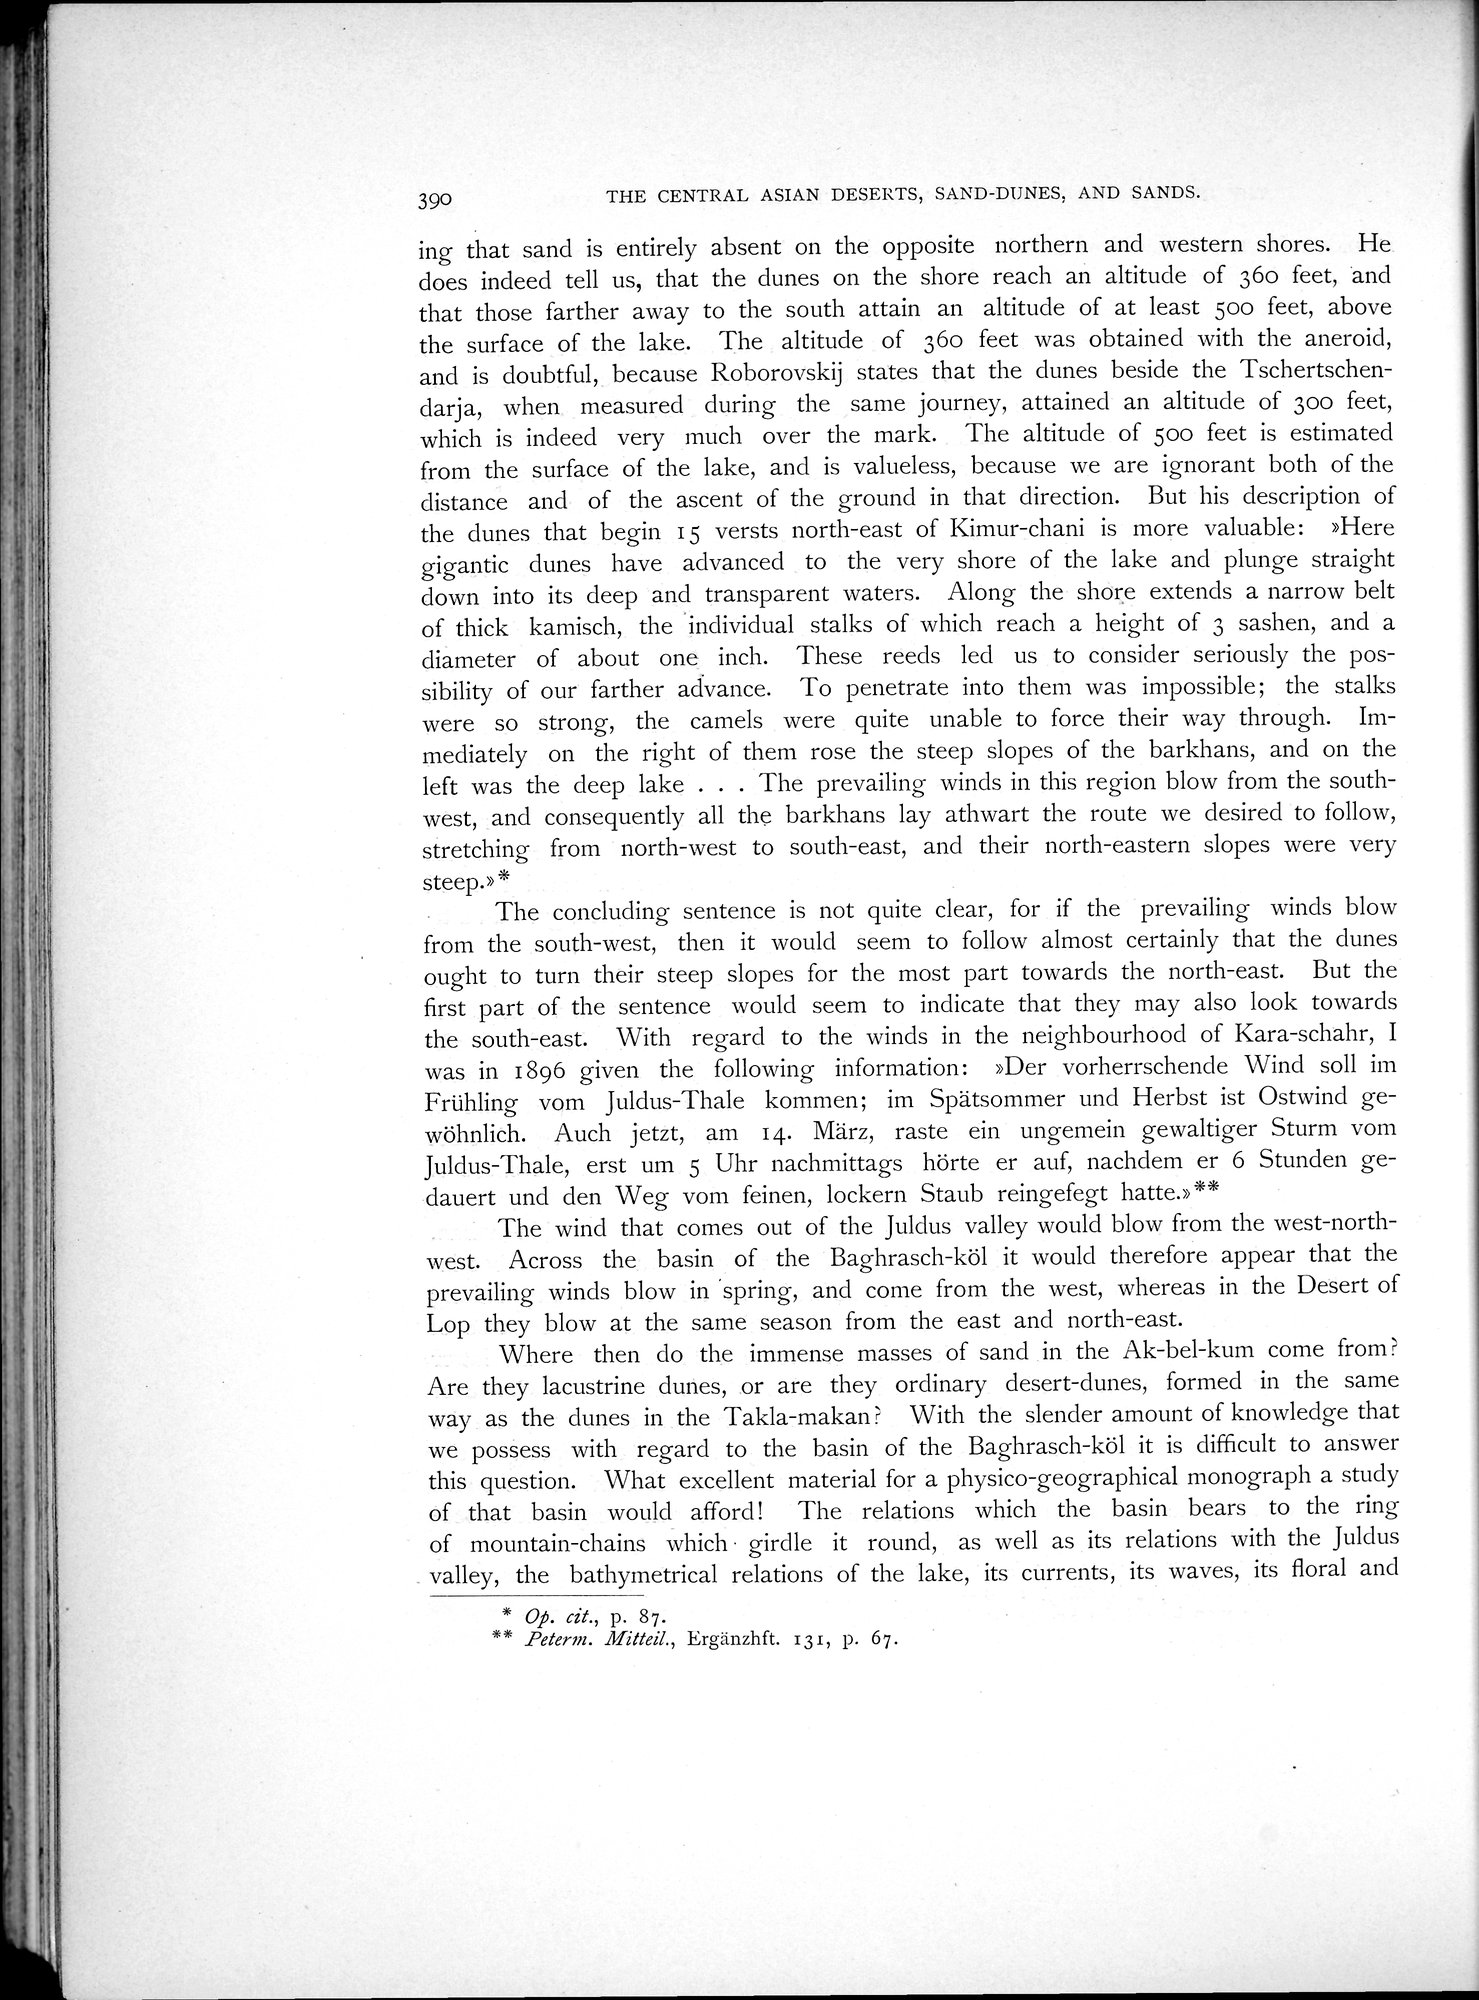 390 THE CENTRAL ASIAN DESERTS, SAND-DUNES, AND SANDS.
ing that sand is entirely absent on the opposite northern and western shores. He
does indeed tell us, that the dunes on the shore reach an altitude of 360 feet, and
that those farther away to the south attain an altitude of at least 500 feet, above
the surface of the lake. The altitude of 360 feet was obtained with the aneroid,
and is doubtful, because Roborovskij states that the dunes beside the Tschertschen-
darja, when measured during the same journey, attained an altitude of 300 feet,
which is indeed very much over the mark. The altitude of 500 feet is estimated
from the surface of the lake, and is valueless, because we are ignorant both of the
distance and of the ascent of the ground in that direction. But his description of
the dunes that begin 15 versts north-east of Kimur-chani is more valuable: »Here
gigantic dunes have advanced to the very shore of the lake and plunge straight
down into its deep and transparent waters. Along the shore extends a narrow belt
of thick kamisch, the individual stalks of which reach a height of 3 sashen, and a
diameter of about one inch. These reeds led us to consider seriously the pos-
sibility of our farther advance. To penetrate into them was impossible; the stalks
were so strong, the camels were quite unable to force their way through. Im-
mediately on the right of them rose the steep slopes of the barkhans, and on the
left was the deep lake . . . The prevailing winds in this region blow from the south-
west, and consequently all the barkhans lay athwart the route we desired to follow,
stretching from north-west to south-east, and their north-eastern slopes were very
steep.»*
The concluding sentence is not quite clear, for if the prevailing winds blow
from the south-west, then it would seem to follow almost certainly that the dunes
ought to turn their steep slopes for the most part towards the north-east. But the
first part of the sentence would seem to indicate that they may also look towards
the south-east. With regard to the winds in the neighbourhood of Kara-schahr, I
was in 1896 given the following information: »Der vorherrschende Wind soll im
Frühling vom Juldus-Thale kommen; im Spätsommer und Herbst ist Ostwind ge-
wöhnlich. Auch jetzt, am 14. März, raste ein ungemein gewaltiger Sturm vom
Juldus-Thale, erst um 5 Uhr nachmittags hörte er auf, nachdem er 6 Stunden ge-
dauert und den Weg vom feinen, lockern Staub reingefegt hatte.»**
The wind that comes out of the Juldus valley would blow from the west-north-
west. Across the basin of the Baghrasch-köl it would therefore appear that the
prevailing winds blow in spring, and come from the west, whereas in the Desert of
Lop they blow at the same season from the east and north-east.
Where then do the immense masses of sand in the Ak-bel-kum come from?
Are they lacustrine dunes, or are they ordinary desert-dunes, formed in the same
way as the dunes in the Takla-makan? With the slender amount of knowledge that
we possess with regard to the basin of the Baghrasch-köl it is difficult to answer
this question. What excellent material for a physico-geographical monograph a study
of that basin would afford! The relations which the basin bears to the ring
of mountain-chains which girdle it round, as well as its relations with the Juldus
valley, the bathymetrical relations of the lake, its currents, its waves, its floral and
* Op. cit., p. 87.
** Peterm. Mitteil., Ergänzhft. 131, p. 67.